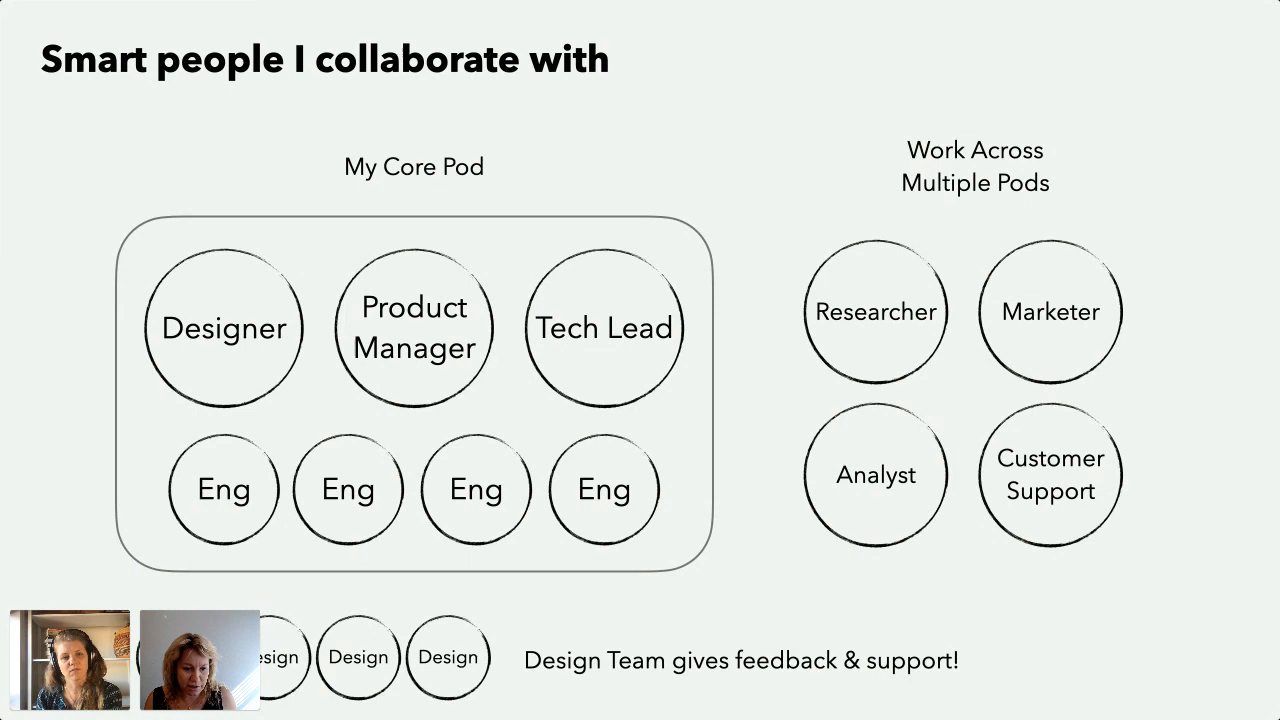 Smart people I collaborate with
My Core Pod
Work Across
Multiple Pods
Designer
Product
Manager
Tech Lead
Eng
Eng
Eng
Eng
Researcher
Marketer
Analyst
Customer
Support
Design
Design
Design Team gives feedback & support!